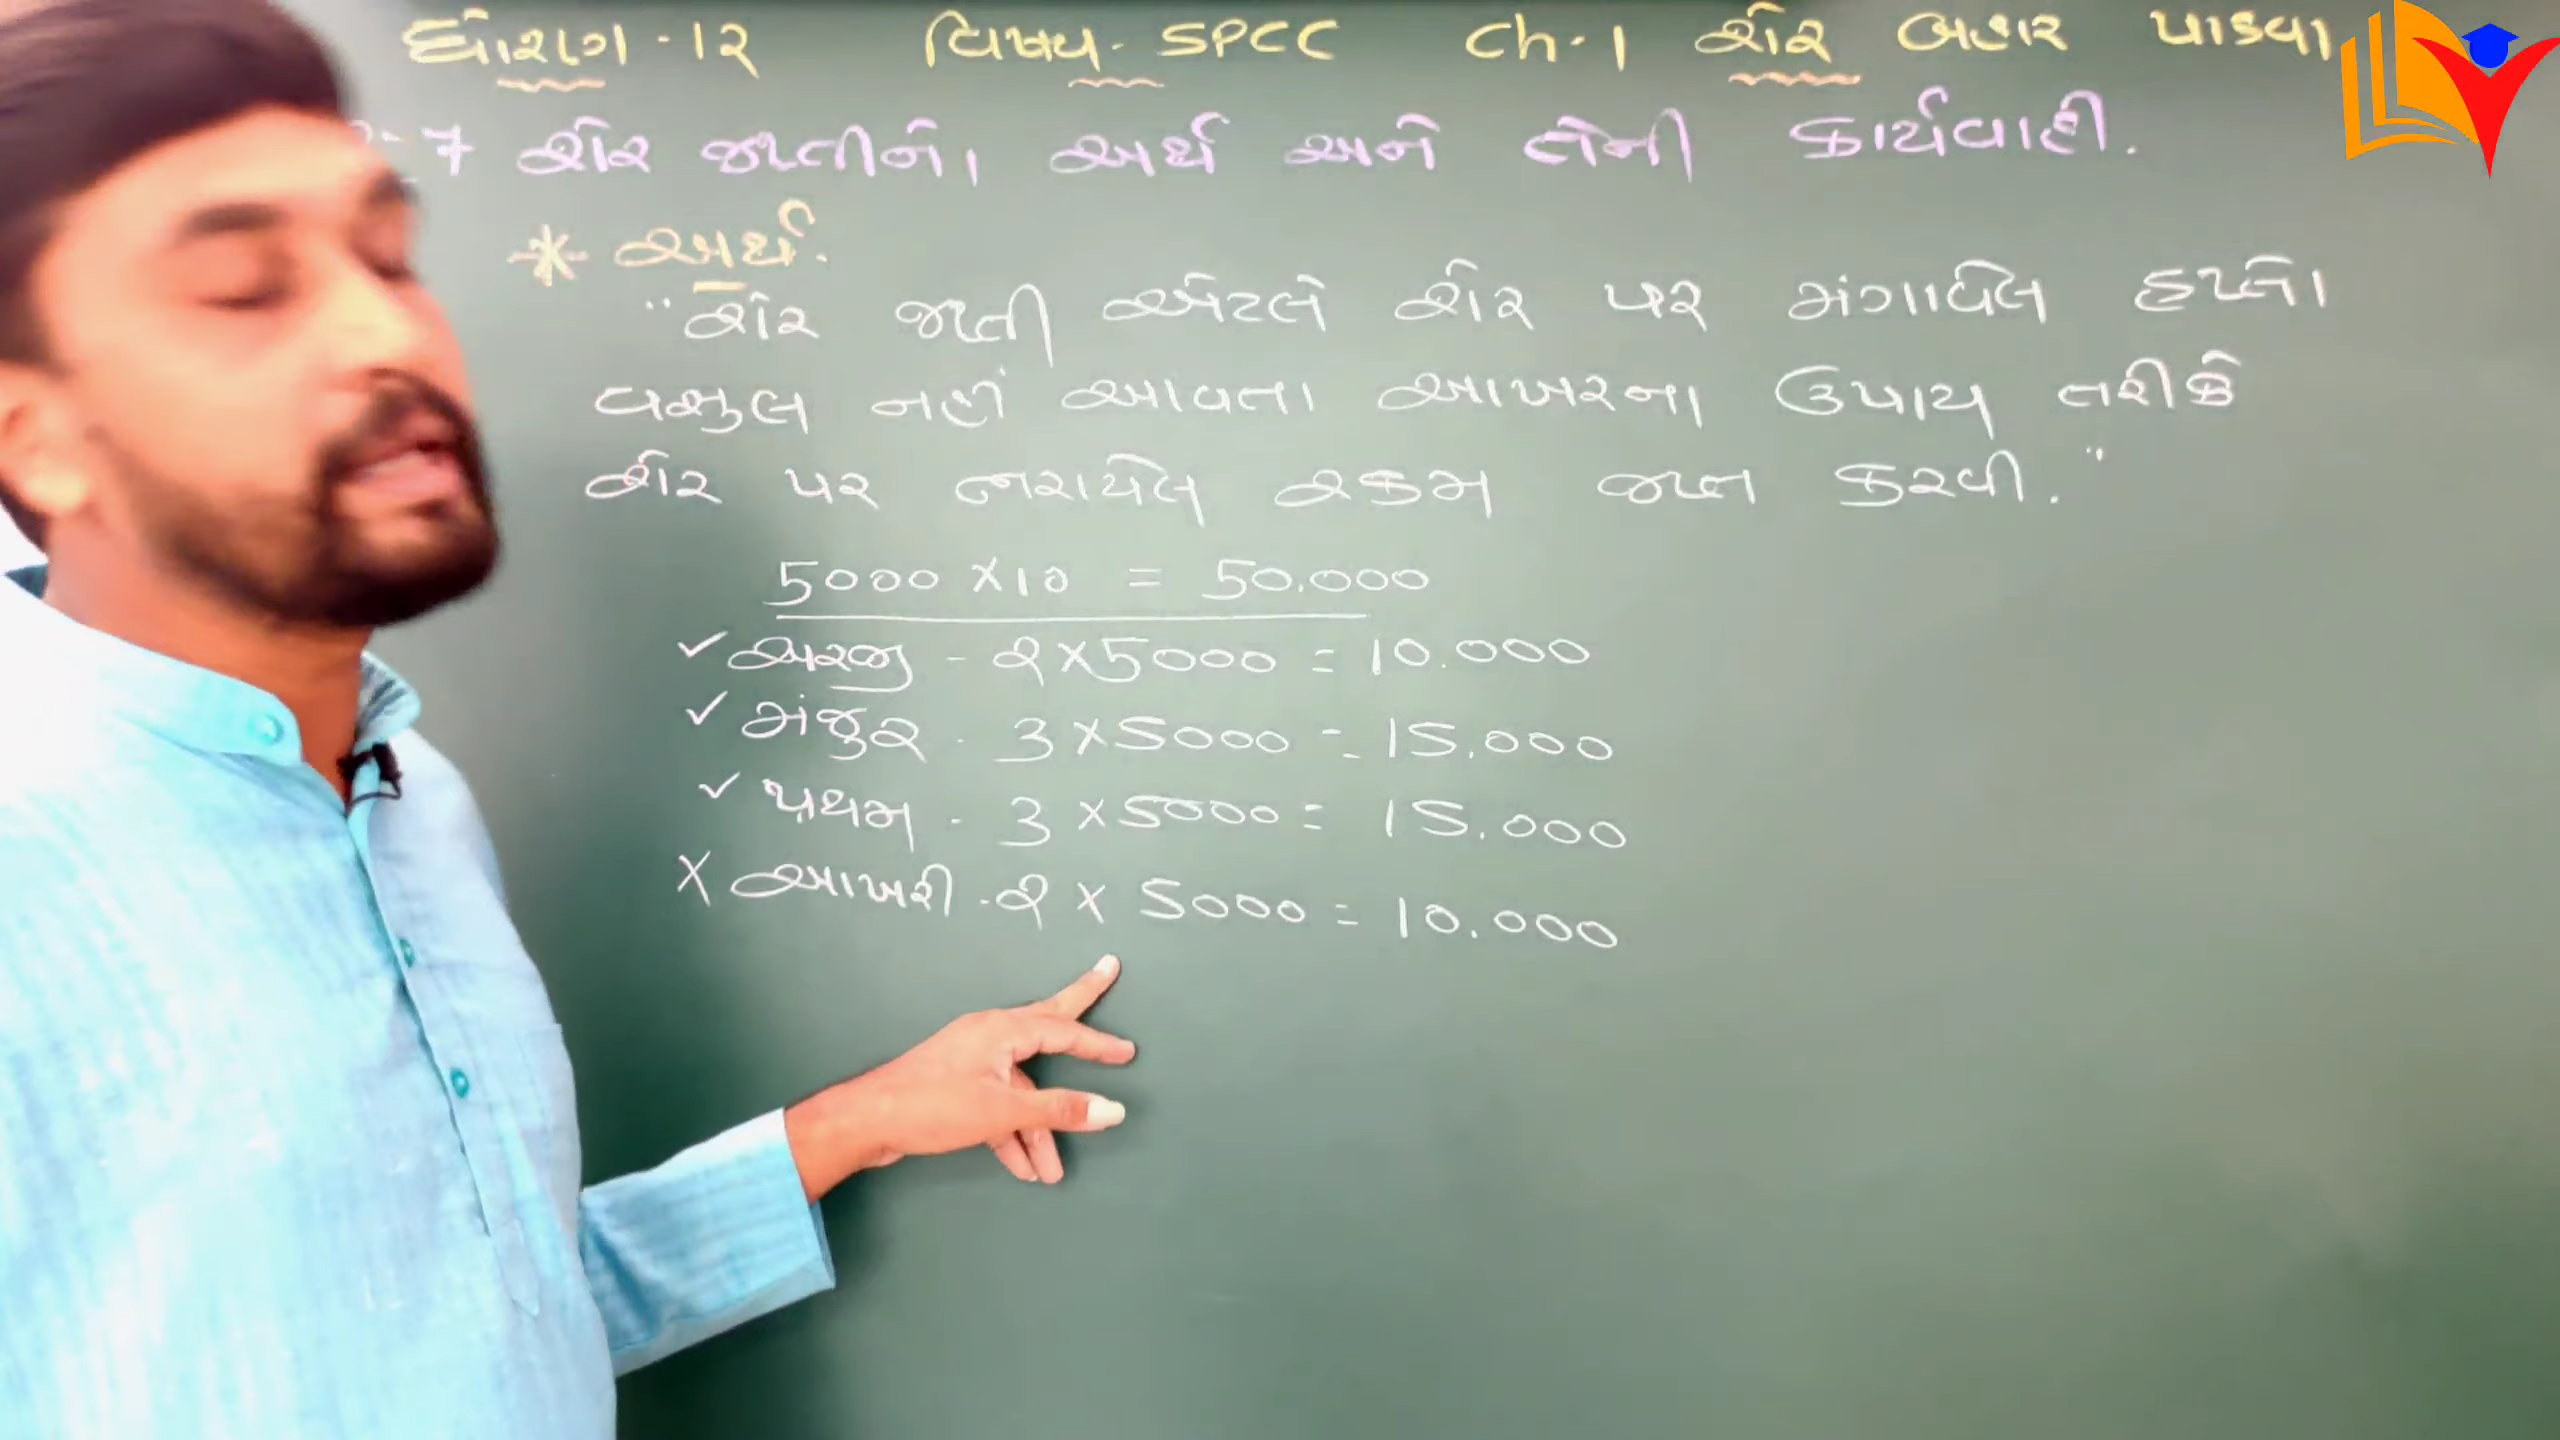 ધોરણ-12 વિષય- SPCC Ch-1 શેર બહાર પાડવા
-7 શેર જપ્તીનો અર્થ અને તેની કાર્યવાહી.
* અર્થ.
"શેર જપ્તી એટલે શેર પર મંગાયેલ હપ્તો
વસુલ નહીં આવતા આખરના ઉપાય તરીકે
શેર પર ભરાયેલ રકમ જપ્ત કરવી."
5000 × 10 = 50.000
✓ અરજી - 2 × 5000 = 10.000
✓ મંજુર - 3 × 5000 = 15.000
✓ પ્રથમ - 3 × 5000 = 15.000
× આખરી - 2 × 5000 = 10.000